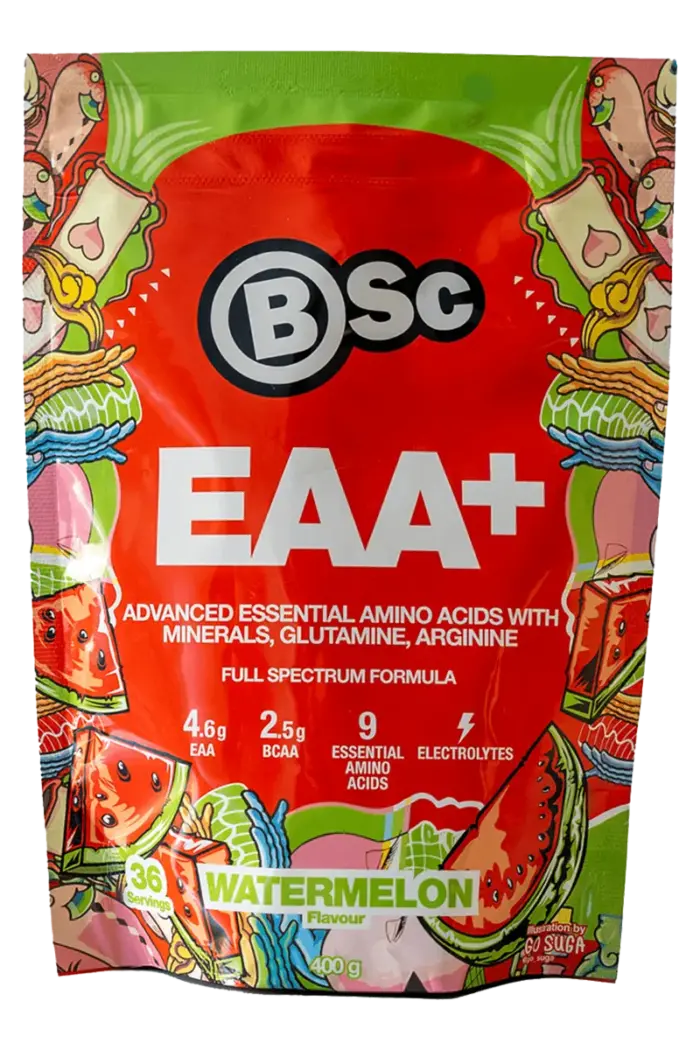 BSc
EAA+
ADVANCED ESSENTIAL AMINO ACIDS WITH
MINERALS, GLUTAMINE, ARGININE
FULL SPECTRUM FORMULA
4.6g
EAA
2.5g
BCAA
9
ESSENTIAL
AMINO
ACIDS
ELECTROLYTES
36
Servings
WATERMELON
Flavour
400 g
Illustration by
GO SUGA